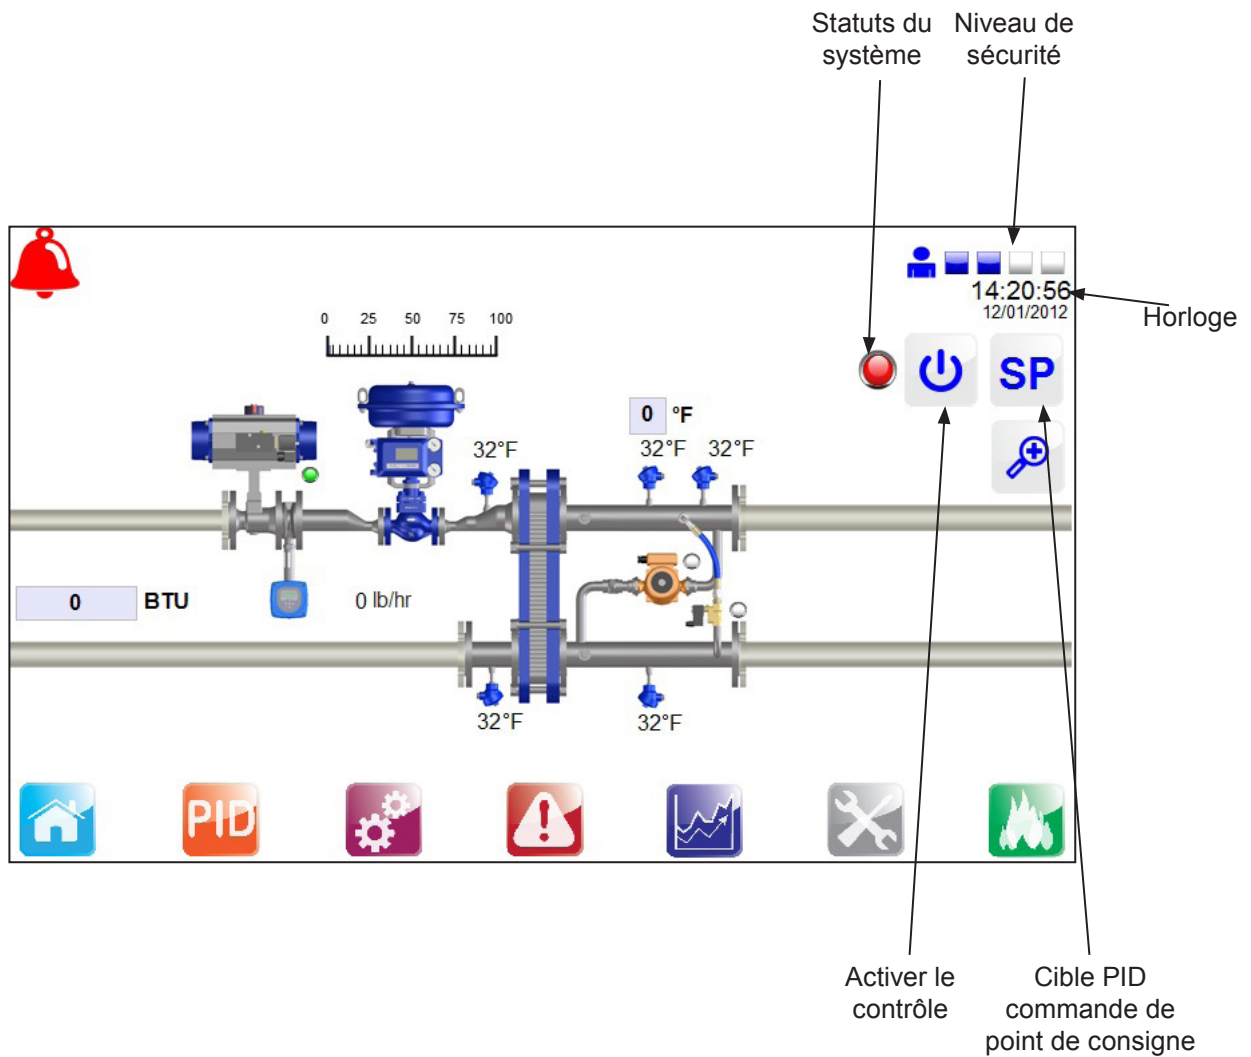 Statuts du
système
Niveau de
sécurité
14:20:56
12/01/2012
Horloge
0 25 50 75 100
SP
0 °F
32°F 32°F 32°F
0 BTU
0 lb/hr
32°F 32°F
PID
Activer le
contrôle
Cible PID
commande de
point de consigne